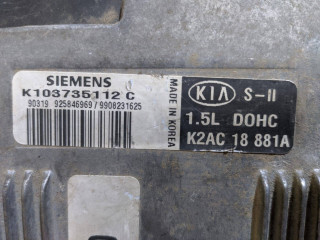 SIEMENS
K103735112 C
90319 925846969 / 9908231625
MADE IN KOREA
KIA S-II
1.5L DOHC
K2AC 18 881A